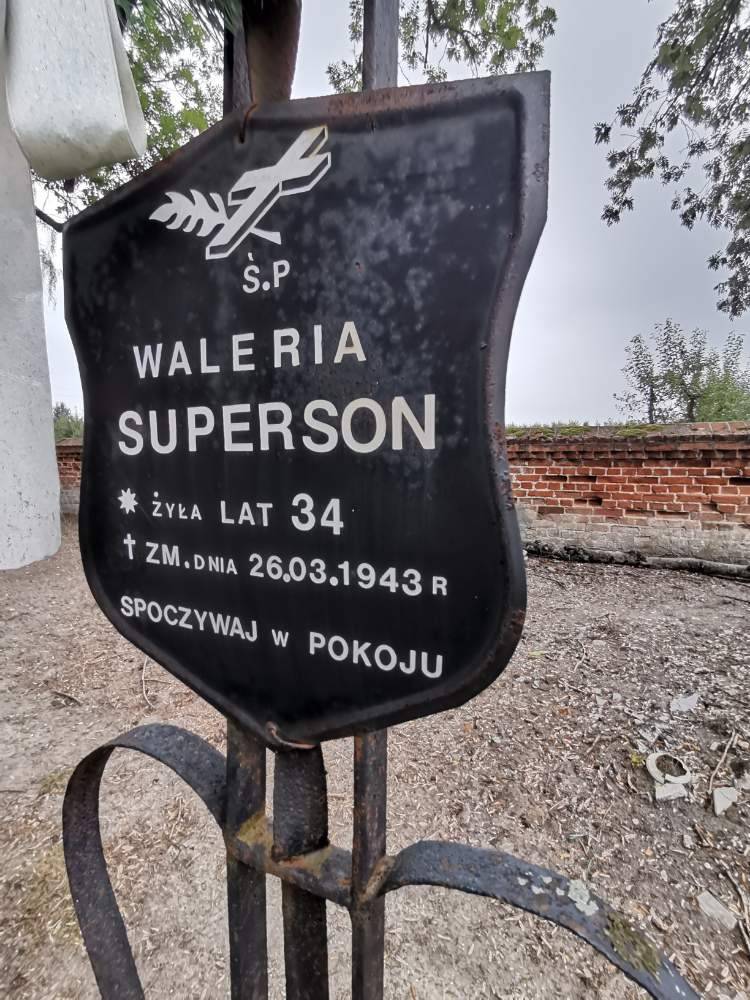 Ś.P
WALERIA
SUPERSON
ŻYŁA LAT 34
† ZM. DNIA 26.03.1943 R
SPOCZYWAJ W POKOJU